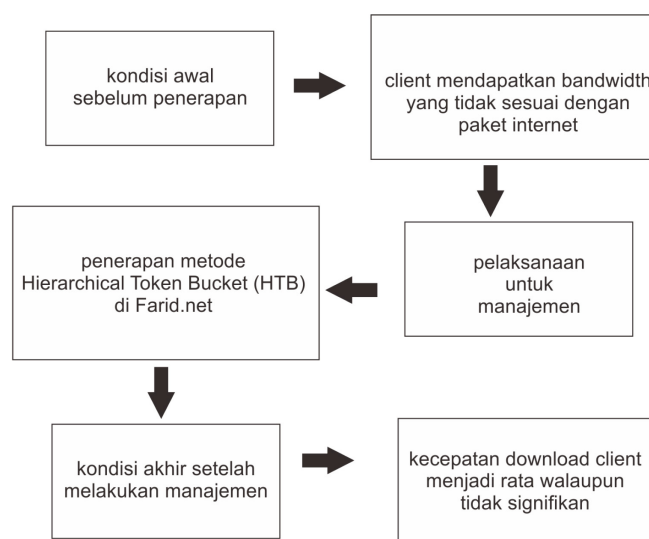 kondisi awal
sebelum penerapan
client mendapatkan bandwidth
yang tidak sesuai dengan
paket internet
pelaksanaan
untuk
manajemen
penerapan metode
Hierarchical Token Bucket (HTB)
di Farid.net
kondisi akhir setelah
melakukan manajemen
kecepatan download client
menjadi rata walaupun
tidak signifikan